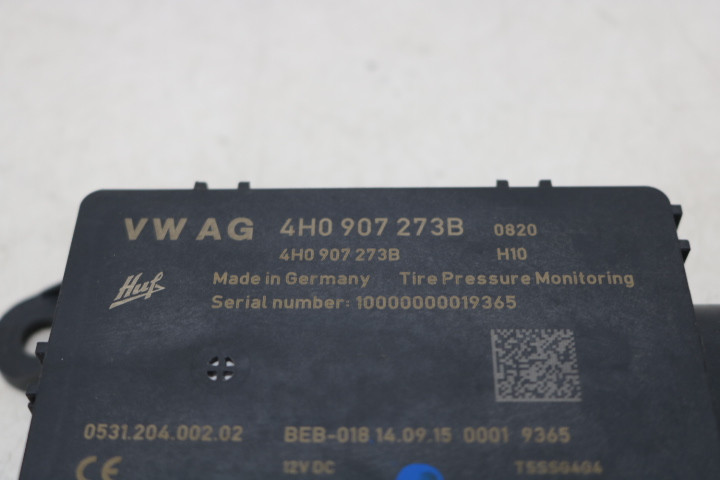 VW AG 4H0 907 273B 0820
4H0 907 273B H10
Huf Made in Germany Tire Pressure Monitoring
Serial number: 10000000019365
0531.204.002.02 BEB-018 14.09.15 0001 9365
CE 12V DC TSSSG4G4